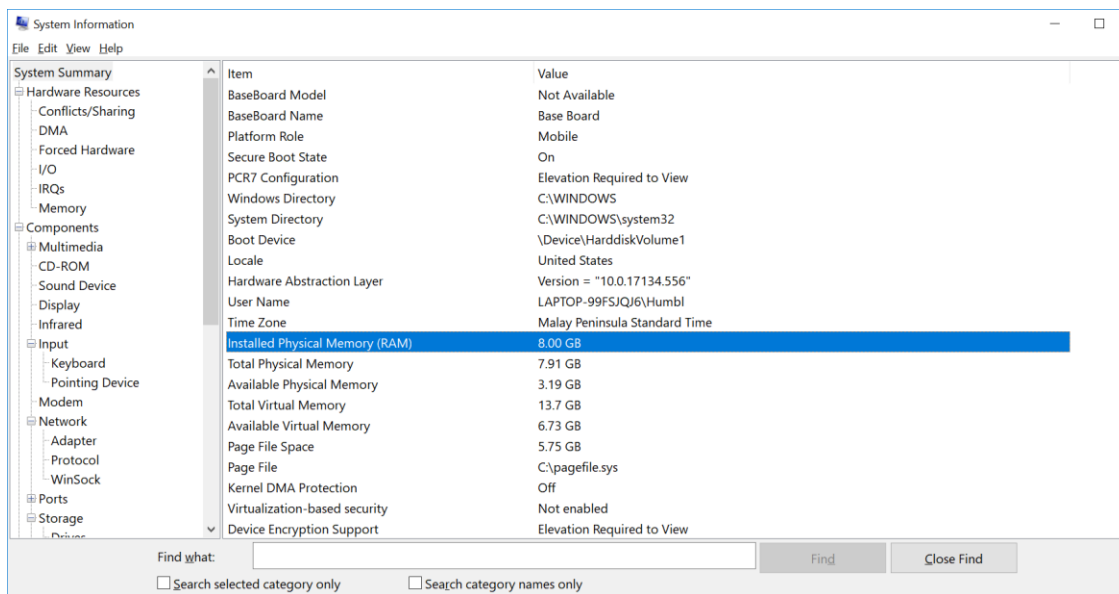 System Information
File Edit View Help
System Summary
Hardware Resources
Conflicts/Sharing
DMA
Forced Hardware
I/O
IRQs
Memory
Components
Multimedia
CD-ROM
Sound Device
Display
Infrared
Input
Keyboard
Pointing Device
Modem
Network
Adapter
Protocol
WinSock
Ports
Storage
Drives
Item Value
BaseBoard Model Not Available
BaseBoard Name Base Board
Platform Role Mobile
Secure Boot State On
PCR7 Configuration Elevation Required to View
Windows Directory C:\WINDOWS
System Directory C:\WINDOWS\system32
Boot Device \Device\HarddiskVolume1
Locale United States
Hardware Abstraction Layer Version = "10.0.17134.556"
User Name LAPTOP-99FSJQJ6\Humbl
Time Zone Malay Peninsula Standard Time
Installed Physical Memory (RAM) 8.00 GB
Total Physical Memory 7.91 GB
Available Physical Memory 3.19 GB
Total Virtual Memory 13.7 GB
Available Virtual Memory 6.73 GB
Page File Space 5.75 GB
Page File C:\pagefile.sys
Kernel DMA Protection Off
Virtualization-based security Not enabled
Device Encryption Support Elevation Required to View
Find what: Find Close Find
Search selected category only Search category names only